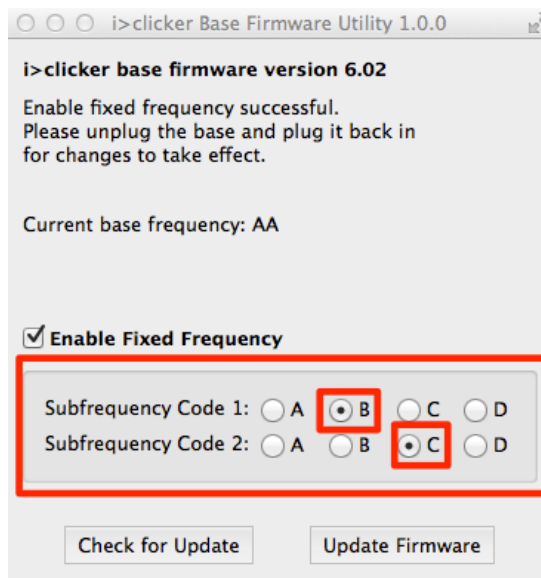 i>clicker Base Firmware Utility 1.0.0
i>clicker base firmware version 6.02
Enable fixed frequency successful.
Please unplug the base and plug it back in
for changes to take effect.
Current base frequency: AA
Enable Fixed Frequency
Subfrequency Code 1: A B C D
Subfrequency Code 2: A B C D
Check for Update Update Firmware